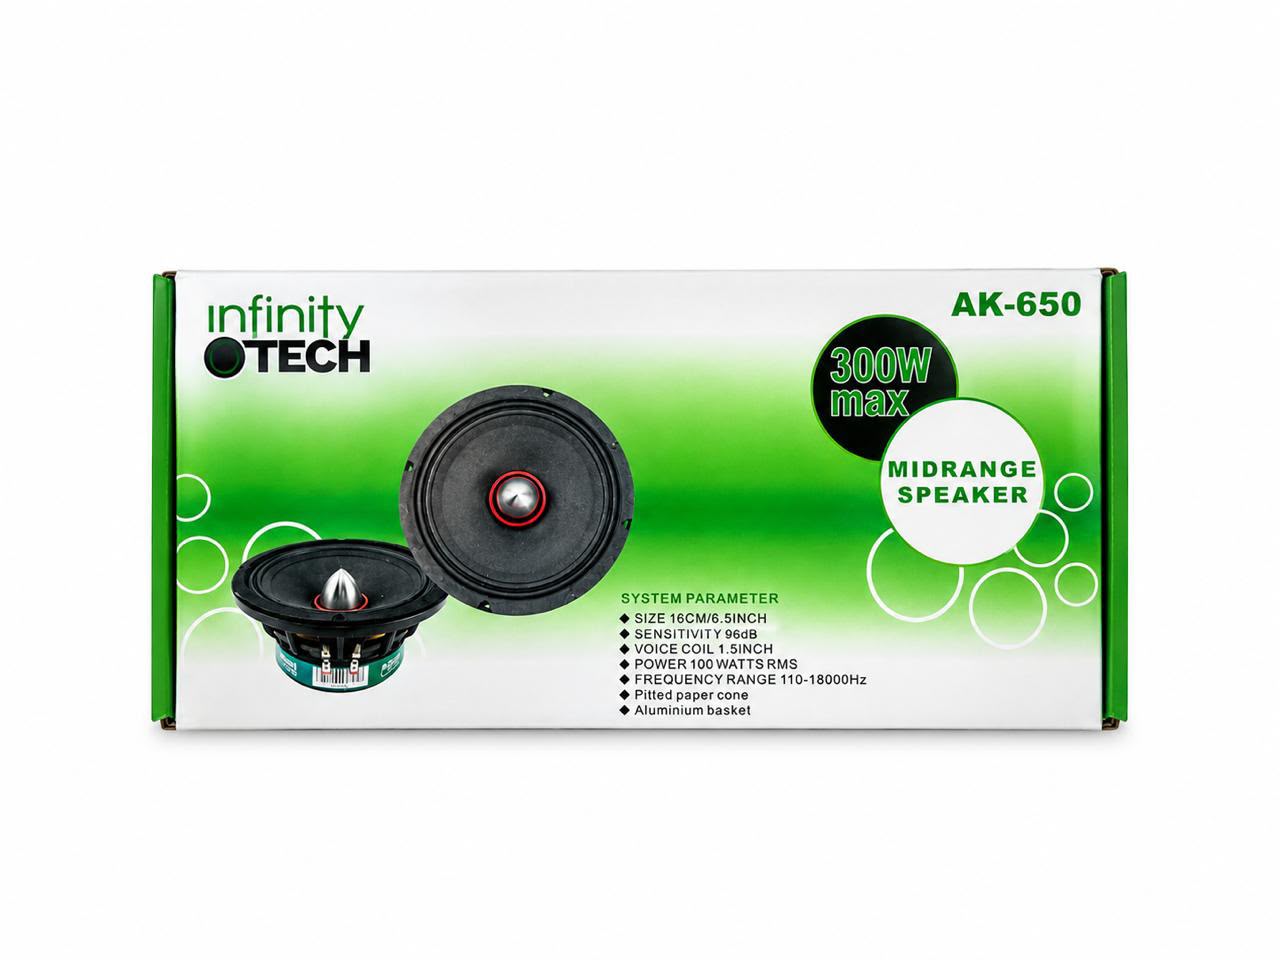 infinity
TECH
AK-650
300W
max
MIDRANGE
SPEAKER
SYSTEM PARAMETER
◆ SIZE 16CM/6.5INCH
◆ SENSITIVITY 96dB
◆ VOICE COIL 1.5INCH
◆ POWER 100 WATTS RMS
◆ FREQUENCY RANGE 110-18000Hz
◆ Pitted paper cone
◆ Aluminium basket